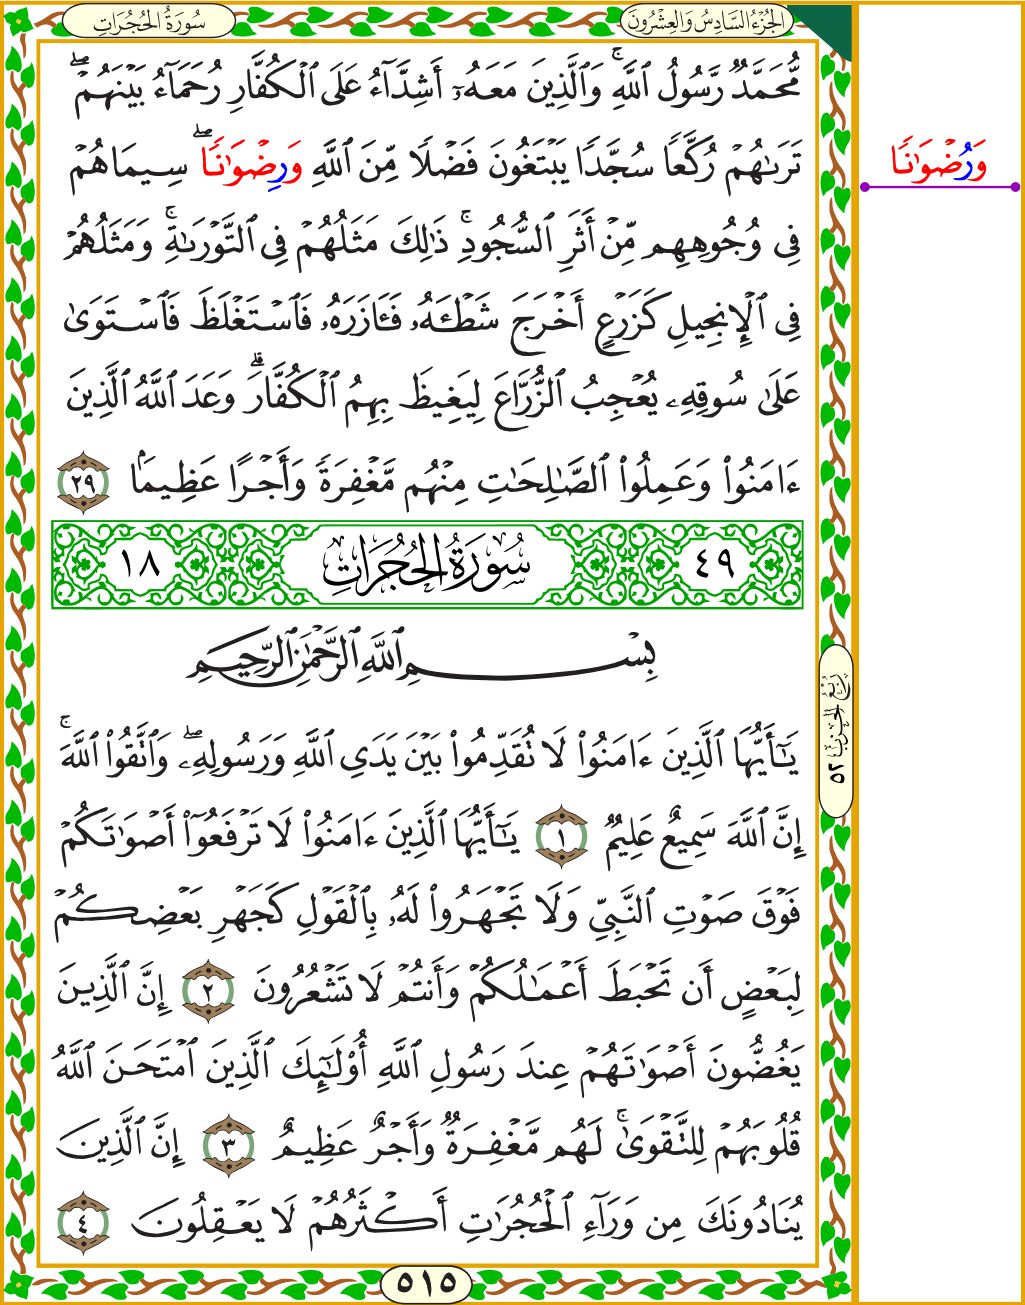 سُورَةُ الحُجُرَاتِ
الجُزْءُ السَّادِسُ وَالعِشْرُونَ
مُّحَمَّدٌ رَّسُولُ ٱللَّهِۚ وَٱلَّذِينَ مَعَهُۥٓ أَشِدَّآءُ عَلَى ٱلْكُفَّارِ رُحَمَآءُ بَيْنَهُمْۖ
تَرَىٰهُمْ رُكَّعًا سُجَّدًا يَبْتَغُونَ فَضْلًا مِّنَ ٱللَّهِ وَرِضْوَٰنًاۖ سِيمَاهُمْ
وَرُضْوَٰنًا
فِى وُجُوهِهِم مِّنْ أَثَرِ ٱلسُّجُودِۚ ذَٰلِكَ مَثَلُهُمْ فِى ٱلتَّوْرَىٰةِۚ وَمَثَلُهُمْ
فِى ٱلْإِنجِيلِ كَزَرْعٍ أَخْرَجَ شَطْـَٔهُۥ فَـَٔازَرَهُۥ فَٱسْتَغْلَظَ فَٱسْتَوَىٰ
عَلَىٰ سُوقِهِۦ يُعْجِبُ ٱلزُّرَّاعَ لِيَغِيظَ بِهِمُ ٱلْكُفَّارَۗ وَعَدَ ٱللَّهُ ٱلَّذِينَ
ءَامَنُوا۟ وَعَمِلُوا۟ ٱلصَّٰلِحَٰتِ مِنْهُم مَّغْفِرَةً وَأَجْرًا عَظِيمًۢا ٢٩
٤٩ سُورَةُ الحُجُرَاتِ ١٨
بِسْمِ ٱللَّهِ ٱلرَّحْمَٰنِ ٱلرَّحِيمِ
يَٰٓأَيُّهَا ٱلَّذِينَ ءَامَنُوا۟ لَا تُقَدِّمُوا۟ بَيْنَ يَدَىِ ٱللَّهِ وَرَسُولِهِۦۖ وَٱتَّقُوا۟ ٱللَّهَۚ
إِنَّ ٱللَّهَ سَمِيعٌ عَلِيمٌ ١ يَٰٓأَيُّهَا ٱلَّذِينَ ءَامَنُوا۟ لَا تَرْفَعُوٓا۟ أَصْوَٰتَكُمْ
فَوْقَ صَوْتِ ٱلنَّبِىِّ وَلَا تَجْهَرُوا۟ لَهُۥ بِٱلْقَوْلِ كَجَهْرِ بَعْضِكُمْ
لِبَعْضٍ أَن تَحْبَطَ أَعْمَٰلُكُمْ وَأَنتُمْ لَا تَشْعُرُونَ ٢ إِنَّ ٱلَّذِينَ
يَغُضُّونَ أَصْوَٰتَهُمْ عِندَ رَسُولِ ٱللَّهِ أُو۟لَٰٓئِكَ ٱلَّذِينَ ٱمْتَحَنَ ٱللَّهُ
قُلُوبَهُمْ لِلتَّقْوَىٰۚ لَهُم مَّغْفِرَةٌ وَأَجْرٌ عَظِيمٌ ٣ إِنَّ ٱلَّذِينَ
يُنَادُونَكَ مِن وَرَآءِ ٱلْحُجُرَٰتِ أَكْثَرُهُمْ لَا يَعْقِلُونَ ٤
رُبُعُ الحِزْبِ ٥٢
٥١٥